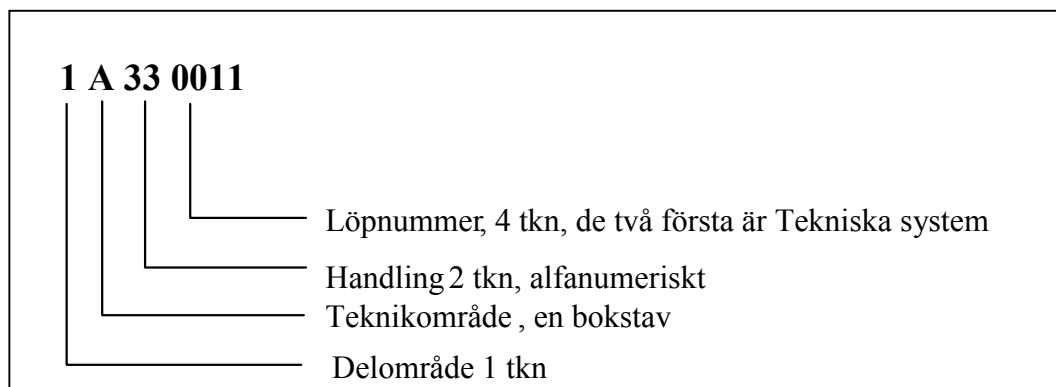 1 A 33 0011
Löpnummer, 4 tkn, de två första är Tekniska system
Handling 2 tkn, alfanumeriskt
Teknikområde , en bokstav
Delområde 1 tkn